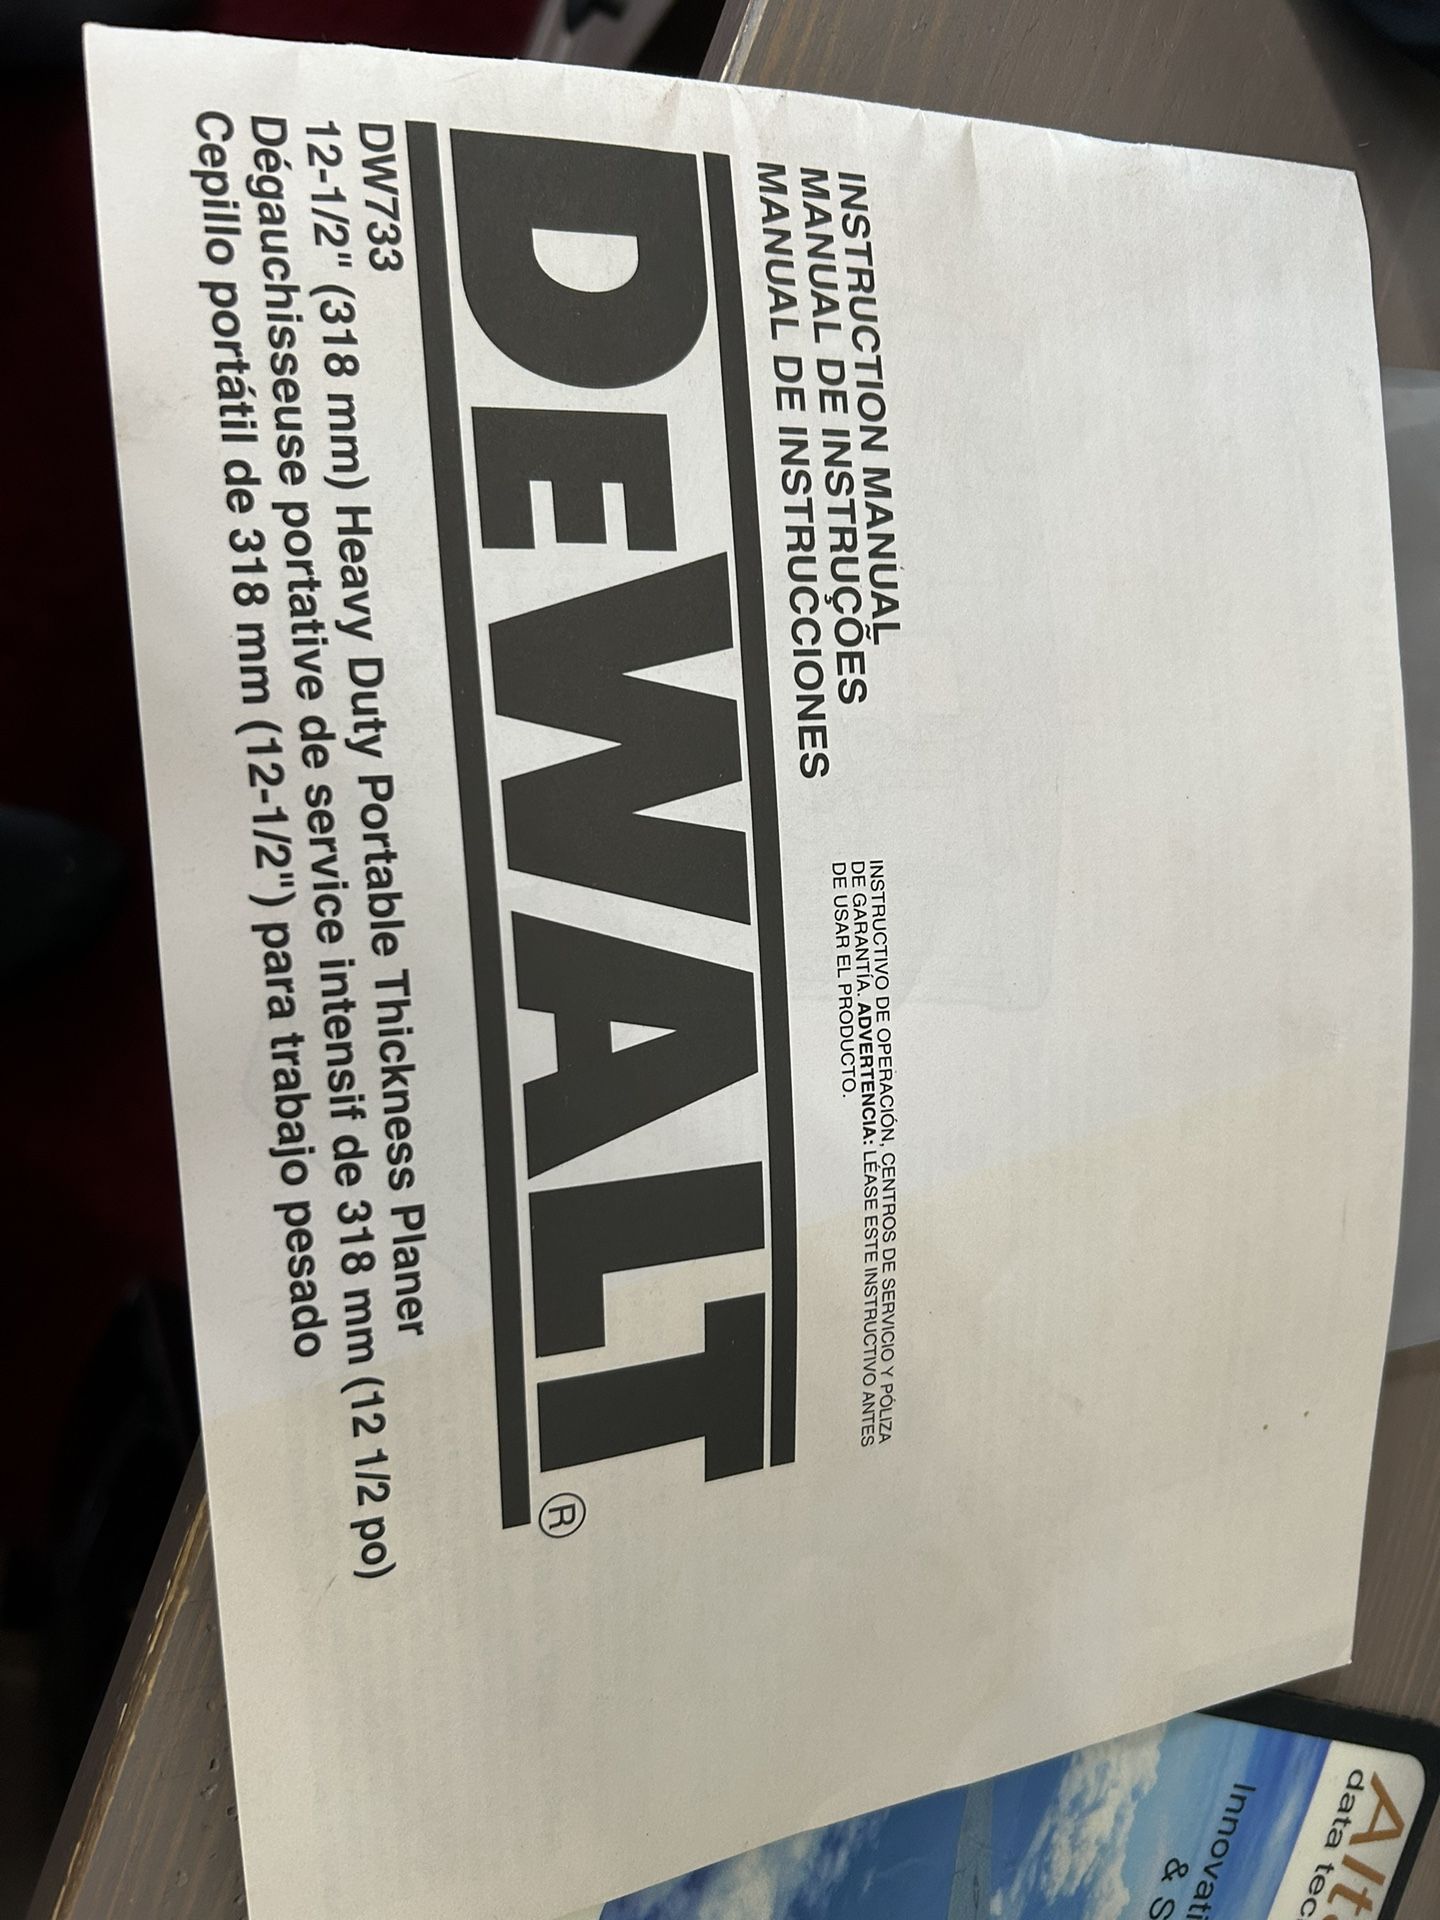 INSTRUCTION MANUAL
MANUAL DE INSTRUÇÕES
MANUAL DE INSTRUCCIONES
INSTRUCTIVO DE OPERACIÓN, CENTROS DE SERVICIO Y PÓLIZA
DE GARANTÍA. ADVERTENCIA: LÉASE ESTE INSTRUCTIVO ANTES
DE USAR EL PRODUCTO.
DEWALT®
DW733
12-1/2" (318 mm) Heavy Duty Portable Thickness Planer
Dégauchisseuse portative de service intensif de 318 mm (12 1/2 po)
Cepillo portátil de 318 mm (12-1/2") para trabajo pesado
data
&